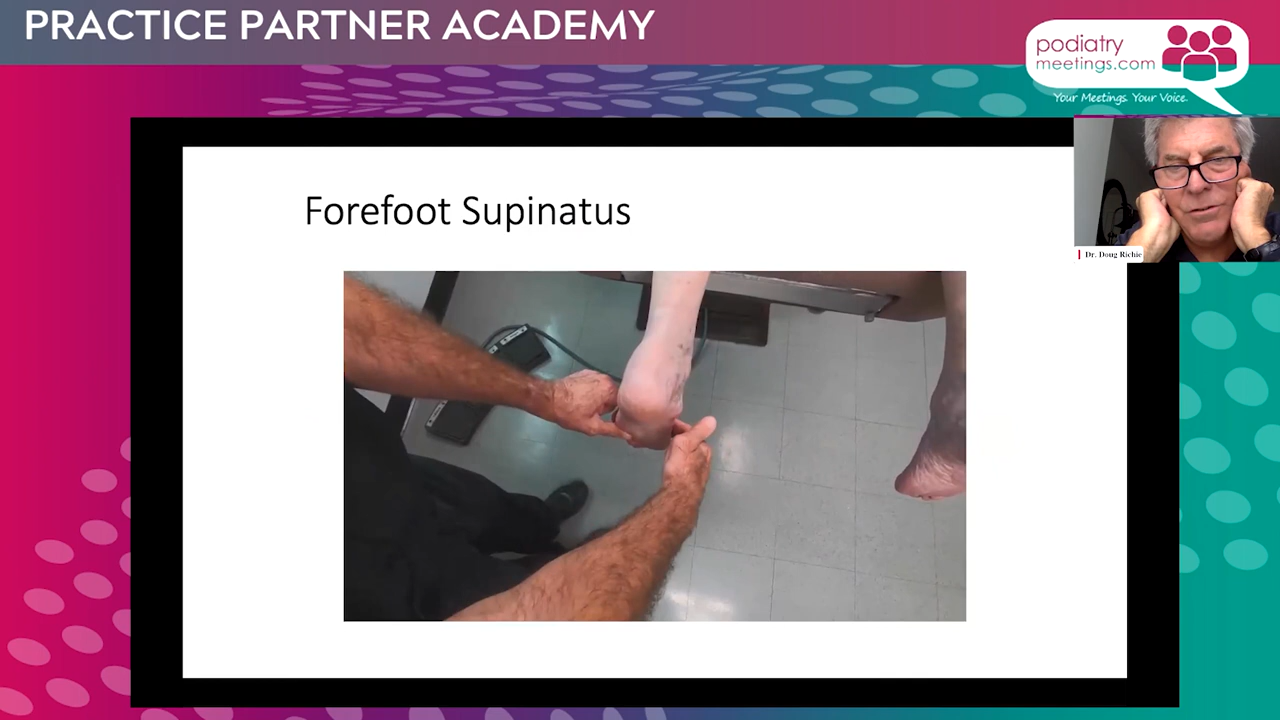 PRACTICE PARTNER ACADEMY
podiatry
meetings.com
Your Meetings. Your Voice.
Dr. Doug Richie
Forefoot Supinatus